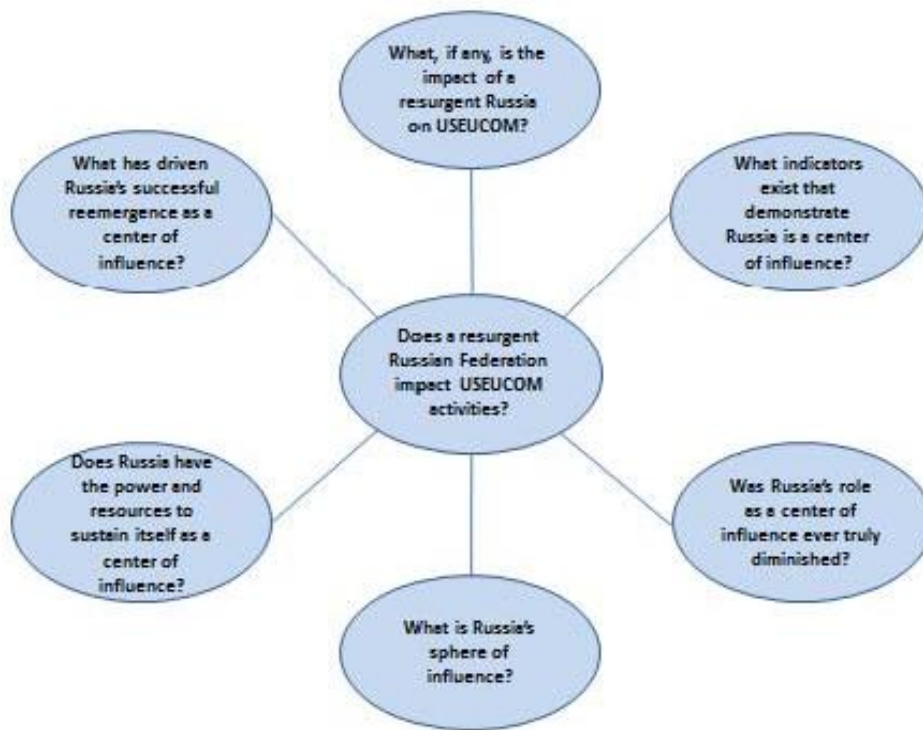 What, if any, is the
impact of a
resurgent Russia
on USEUCOM?
What has driven
Russia's successful
reemergence as a
center of
influence?
What indicators
exist that
demonstrate
Russia is a center
of influence?
Does a resurgent
Russian Federation
impact USEUCOM
activities?
Does Russia have
the power and
resources to
sustain itself as a
center of
influence?
Was Russia's role
as a center of
influence ever truly
diminished?
What is Russia's
sphere of
influence?